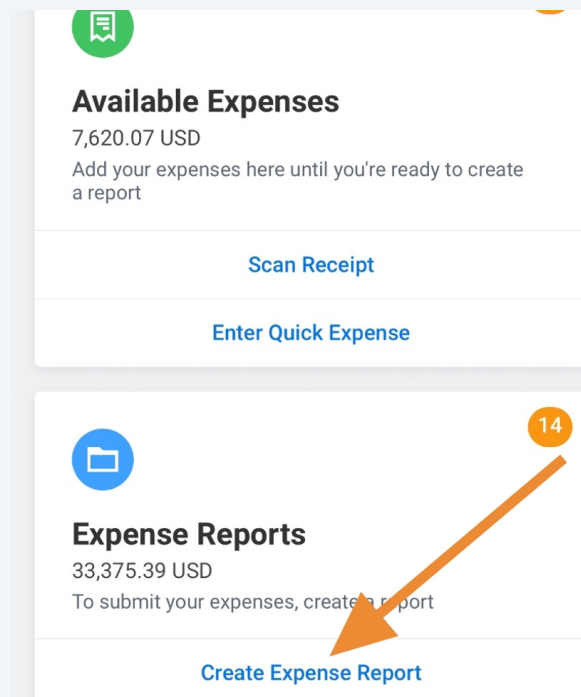 Available Expenses
7,620.07 USD
Add your expenses here until you're ready to create
a report
Scan Receipt
Enter Quick Expense
14
Expense Reports
33,375.39 USD
To submit your expenses, create a report
Create Expense Report